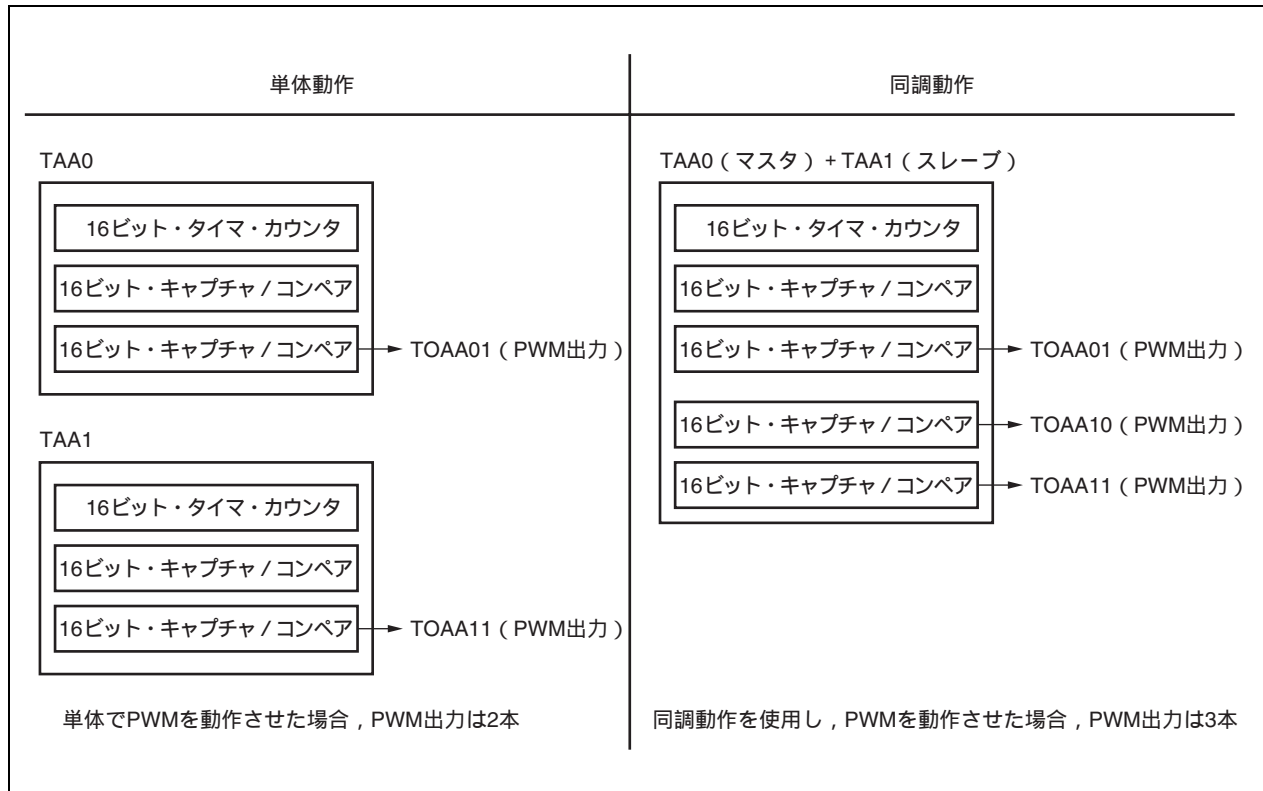 単体動作
TAA0
16ビット・タイマ・カウンタ
16ビット・キャプチャ / コンペア
16ビット・キャプチャ / コンペア
TOAA01（PWM出力）
TAA1
16ビット・タイマ・カウンタ
16ビット・キャプチャ / コンペア
16ビット・キャプチャ / コンペア
TOAA11（PWM出力）
単体でPWMを動作させた場合，PWM出力は2本
同調動作
TAA0（マスタ）+ TAA1（スレーブ）
16ビット・タイマ・カウンタ
16ビット・キャプチャ / コンペア
16ビット・キャプチャ / コンペア
TOAA01（PWM出力）
16ビット・キャプチャ / コンペア
TOAA10（PWM出力）
16ビット・キャプチャ / コンペア
TOAA11（PWM出力）
同調動作を使用し，PWMを動作させた場合，PWM出力は3本